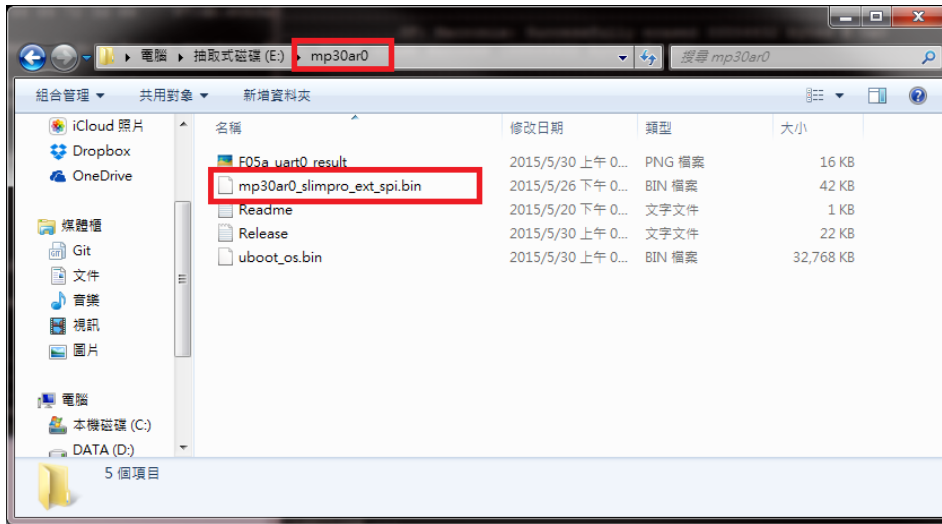 電腦 ▸ 抽取式磁碟 (E:) ▸ mp30ar0
搜尋 mp30ar0
組合管理 ▼ 共用對象 ▼ 新增資料夾
iCloud 照片
Dropbox
OneDrive
媒體櫃
Git
文件
音樂
視訊
圖片
電腦
本機磁碟 (C:)
DATA (D:)
名稱 修改日期 類型 大小
F05a_uart0_result 2015/5/30 上午 0... PNG 檔案 16 KB
mp30ar0_slimpro_ext_spi.bin 2015/5/26 下午 0... BIN 檔案 42 KB
Readme 2015/5/20 下午 0... 文字文件 1 KB
Release 2015/5/30 上午 0... 文字文件 22 KB
uboot_os.bin 2015/5/30 上午 0... BIN 檔案 32,768 KB
5 個項目